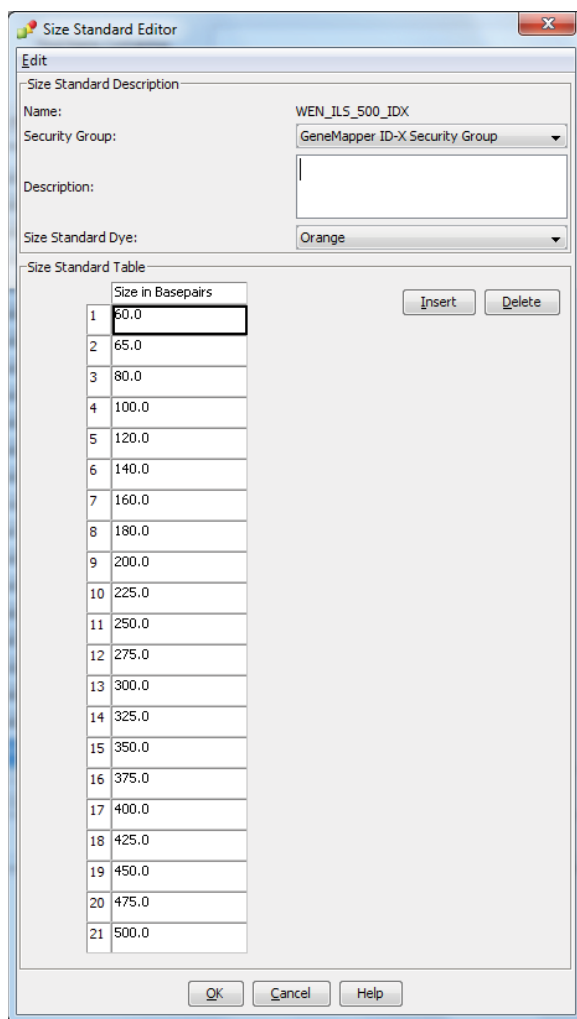 Size Standard Editor
Edit
Size Standard Description
Name: WEN_ILS_500_IDX
Security Group: GeneMapper ID-X Security Group
Description:
Size Standard Dye: Orange
Size Standard Table
Size in Basepairs
Insert Delete
1 60.0
2 65.0
3 80.0
4 100.0
5 120.0
6 140.0
7 160.0
8 180.0
9 200.0
10 225.0
11 250.0
12 275.0
13 300.0
14 325.0
15 350.0
16 375.0
17 400.0
18 425.0
19 450.0
20 475.0
21 500.0
OK Cancel Help